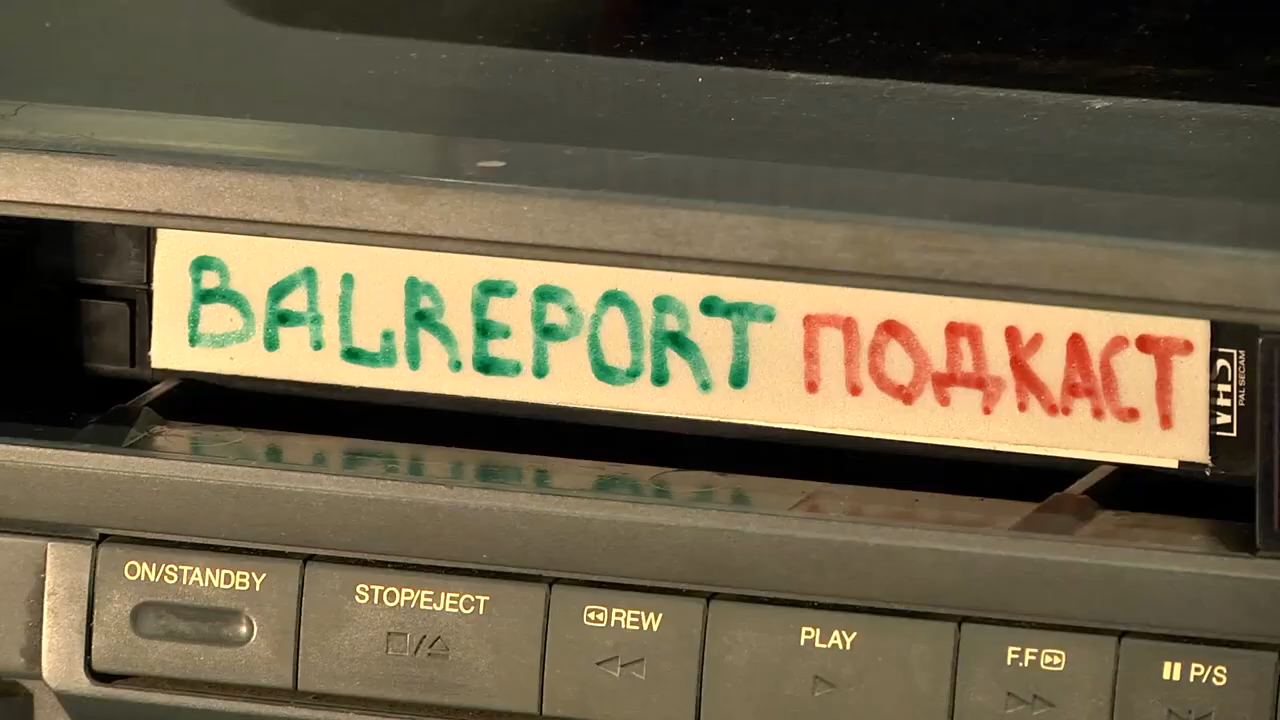 BALREPORT ПОДКАСТ
VHS
PAL SECAM
ON/STANDBY
STOP/EJECT
REW
PLAY
F.F
P/S